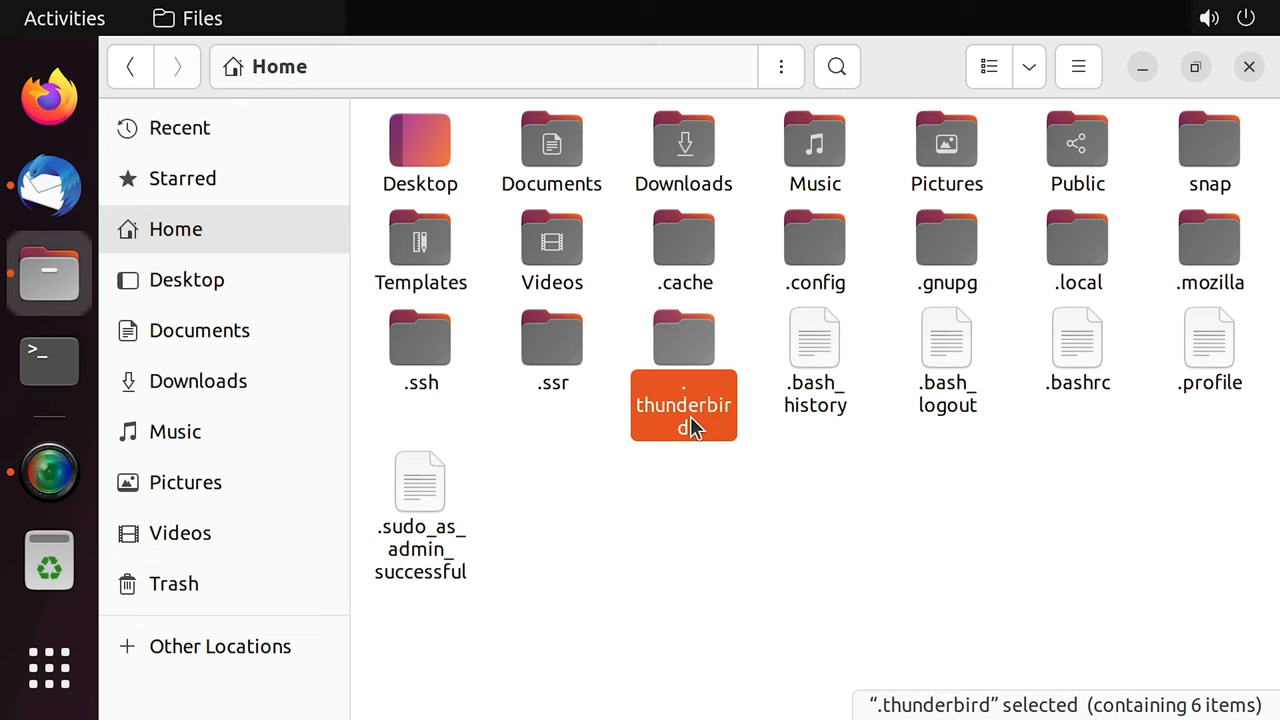 Activities
Files
Home
Recent
Starred
Home
Desktop
Documents
Downloads
Music
Pictures
Videos
Trash
Other Locations
Desktop
Documents
Downloads
Music
Pictures
Public
snap
Templates
Videos
.cache
.config
.gnupg
.local
.mozilla
.ssh
.ssr
.
thunderbir
d
.bash_
history
.bash_
logout
.bashrc
.profile
.sudo_as_
admin_
successful
“.thunderbird” selected (containing 6 items)